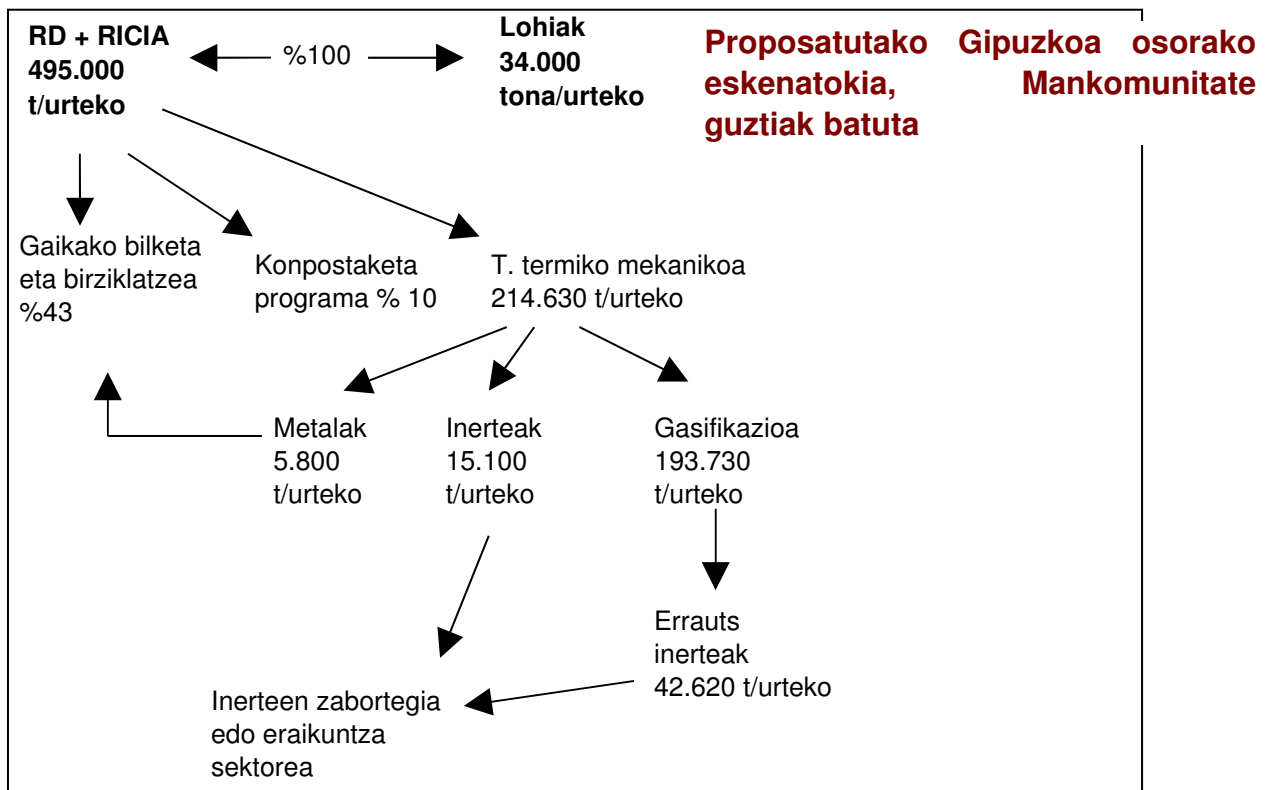 RD + RICIA
495.000
t/urteko
%100
Lohiak
34.000
tona/urteko
Proposatutako Gipuzkoa osorako
eskenatokia, Mankomunitate
guztiak batuta
Gaikako bilketa
eta birziklatzea
%43
Konpostaketa
programa % 10
T. termiko mekanikoa
214.630 t/urteko
Metalak
5.800
t/urteko
Inerteak
15.100
t/urteko
Gasifikazioa
193.730
t/urteko
Errauts
inerteak
42.620 t/urteko
Inerteen zabortegia
edo eraikuntza
sektorea